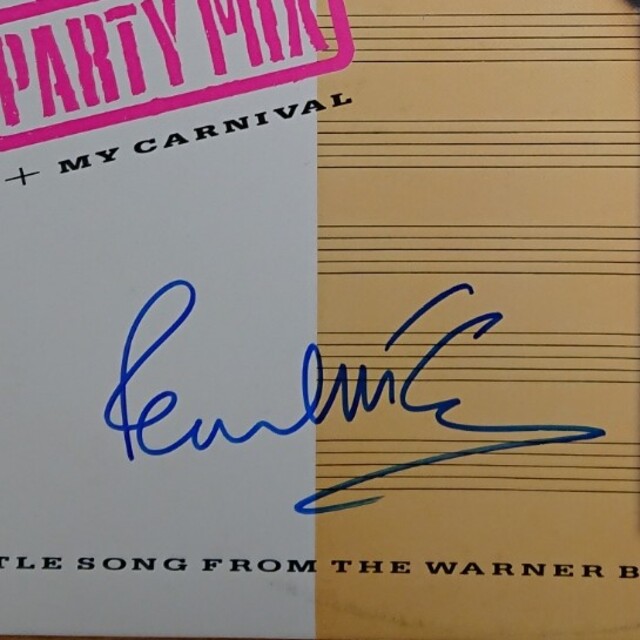 PARTY MIX
+ MY CARNIVAL
TLE SONG FROM THE WARNER B